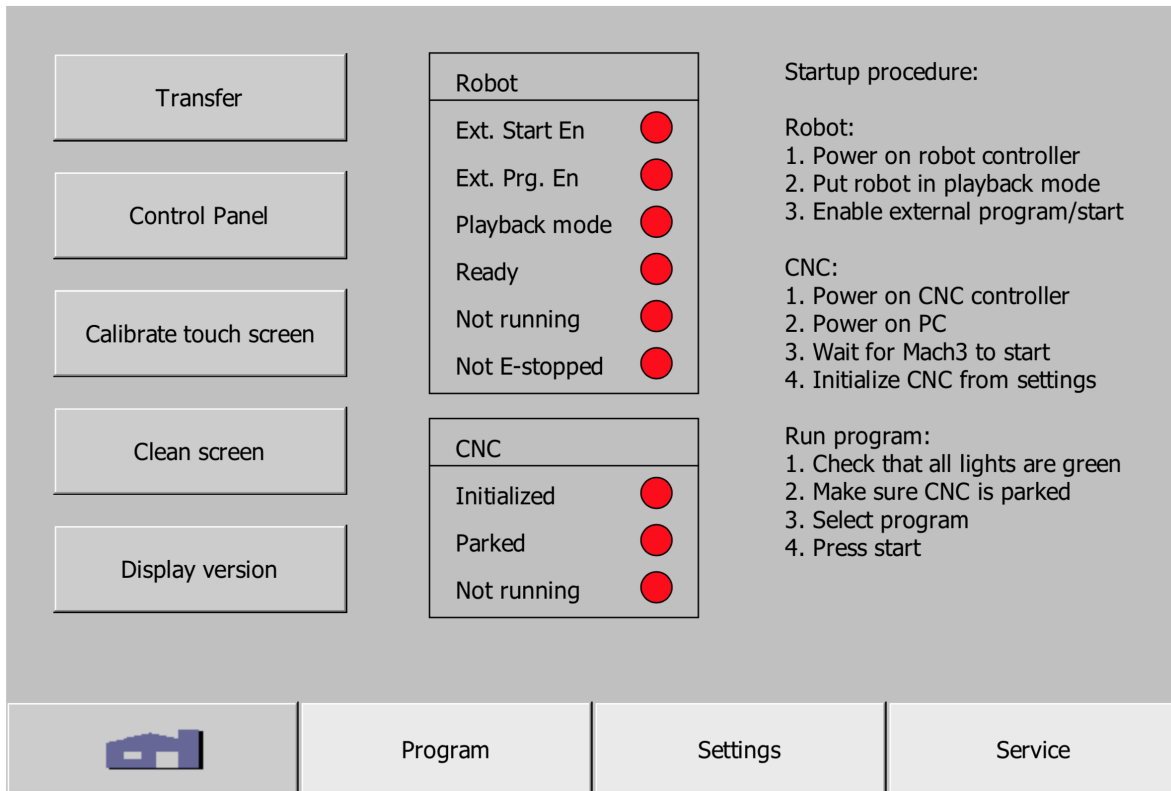 Transfer
Control Panel
Calibrate touch screen
Clean screen
Display version
Robot
Ext. Start En
Ext. Prg. En
Playback mode
Ready
Not running
Not E-stopped
CNC
Initialized
Parked
Not running
Startup procedure:
Robot:
1. Power on robot controller
2. Put robot in playback mode
3. Enable external program/start
CNC:
1. Power on CNC controller
2. Power on PC
3. Wait for Mach3 to start
4. Initialize CNC from settings
Run program:
1. Check that all lights are green
2. Make sure CNC is parked
3. Select program
4. Press start
Program
Settings
Service